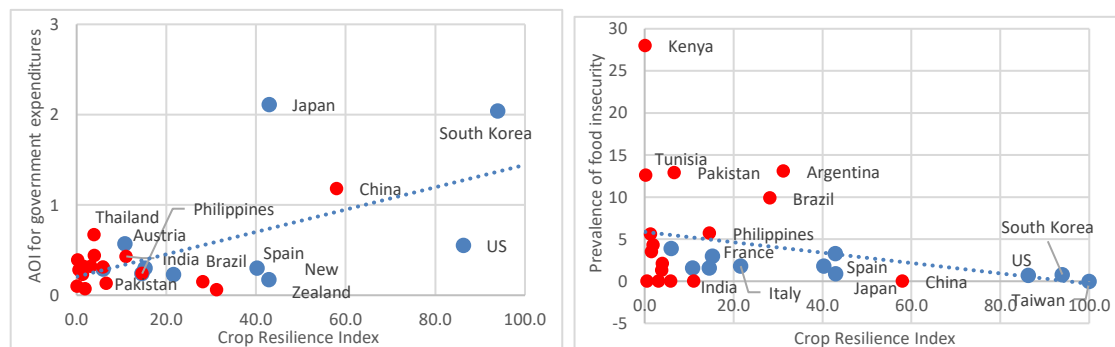 3
2
1
0
0.0
20.0
40.0
60.0
80.0
100.0
AOI for government expenditures
Crop Resilience Index
Japan
South Korea
China
Thailand
Philippines
Austria
US
India
Brazil
Spain
New
Zealand
Pakistan
30
25
20
15
10
5
0
-5
0.0
20.0
40.0
60.0
80.0
100.0
Prevalence of food insecurity
Crop Resilience Index
Kenya
Tunisia
Pakistan
Argentina
Brazil
Philippines
South Korea
France
Spain
US
India
Italy
Japan
China
Taiwan